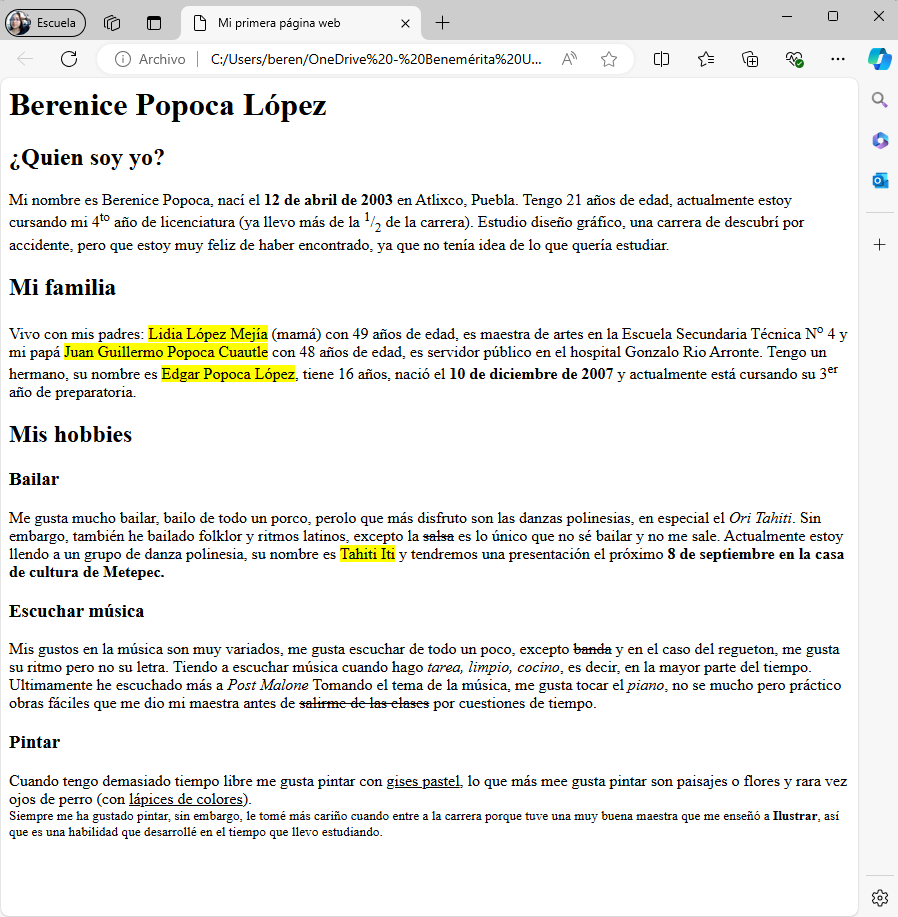 Escuela
Mi primera página web
Archivo
C:/Users/beren/OneDrive%20-%20Benemérita%20U...
Berenice Popoca López
¿Quien soy yo?
Mi nombre es Berenice Popoca, nací el 12 de abril de 2003 en Atlixco, Puebla. Tengo 21 años de edad, actualmente estoy
cursando mi 4to año de licenciatura (ya llevo más de la 1/2 de la carrera). Estudio diseño gráfico, una carrera de descubrí por
accidente, pero que estoy muy feliz de haber encontrado, ya que no tenía idea de lo que quería estudiar.
Mi familia
Vivo con mis padres: Lidia López Mejía (mamá) con 49 años de edad, es maestra de artes en la Escuela Secundaria Técnica No 4 y
mi papá Juan Guillermo Popoca Cuautle con 48 años de edad, es servidor público en el hospital Gonzalo Rio Arronte. Tengo un
hermano, su nombre es Edgar Popoca López, tiene 16 años, nació el 10 de diciembre de 2007 y actualmente está cursando su 3er
año de preparatoria.
Mis hobbies
Bailar
Me gusta mucho bailar, bailo de todo un porco, perolo que más disfruto son las danzas polinesias, en especial el Ori Tahiti. Sin
embargo, también he bailado folklor y ritmos latinos, excepto la salsa es lo único que no sé bailar y no me sale. Actualmente estoy
llendo a un grupo de danza polinesia, su nombre es Tahiti Iti y tendremos una presentación el próximo 8 de septiembre en la casa
de cultura de Metepec.
Escuchar música
Mis gustos en la música son muy variados, me gusta escuchar de todo un poco, excepto banda y en el caso del regueton, me gusta
su ritmo pero no su letra. Tiendo a escuchar música cuando hago tarea, limpio, cocino, es decir, en la mayor parte del tiempo.
Ultimamente he escuchado más a Post Malone Tomando el tema de la música, me gusta tocar el piano, no se mucho pero práctico
obras fáciles que me dio mi maestra antes de salirme de las clases por cuestiones de tiempo.
Pintar
Cuando tengo demasiado tiempo libre me gusta pintar con gises pastel, lo que más mee gusta pintar son paisajes o flores y rara vez
ojos de perro (con lápices de colores).
Siempre me ha gustado pintar, sin embargo, le tomé más cariño cuando entre a la carrera porque tuve una muy buena maestra que me enseñó a Ilustrar, así
que es una habilidad que desarrollé en el tiempo que llevo estudiando.